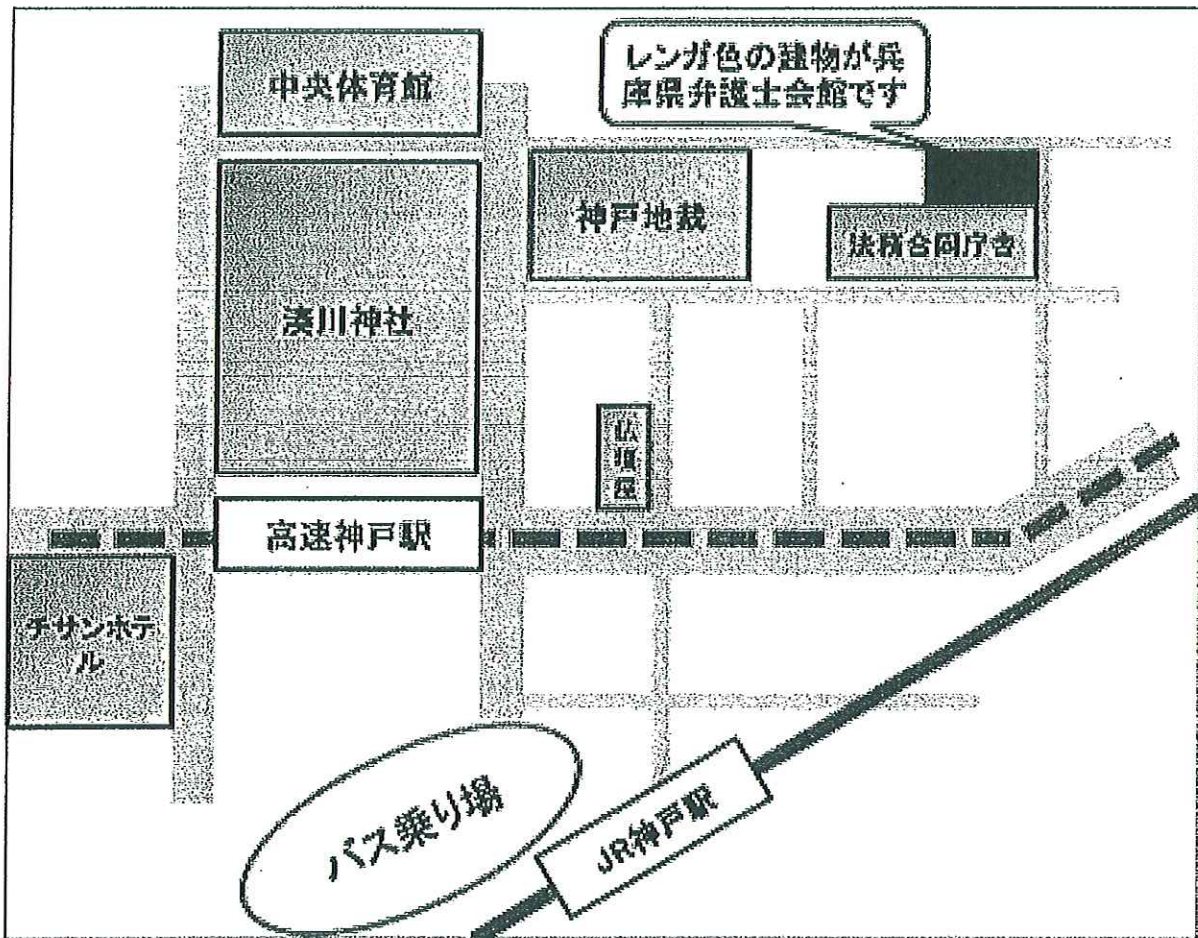 中央体育館
レンガ色の建物が兵
庫県弁護士会館です
神戸地裁
法務合同庁舎
湊川神社
仏壇屋
高速神戸駅
チサンホテ
ル
バス乗り場
JR神戸駅